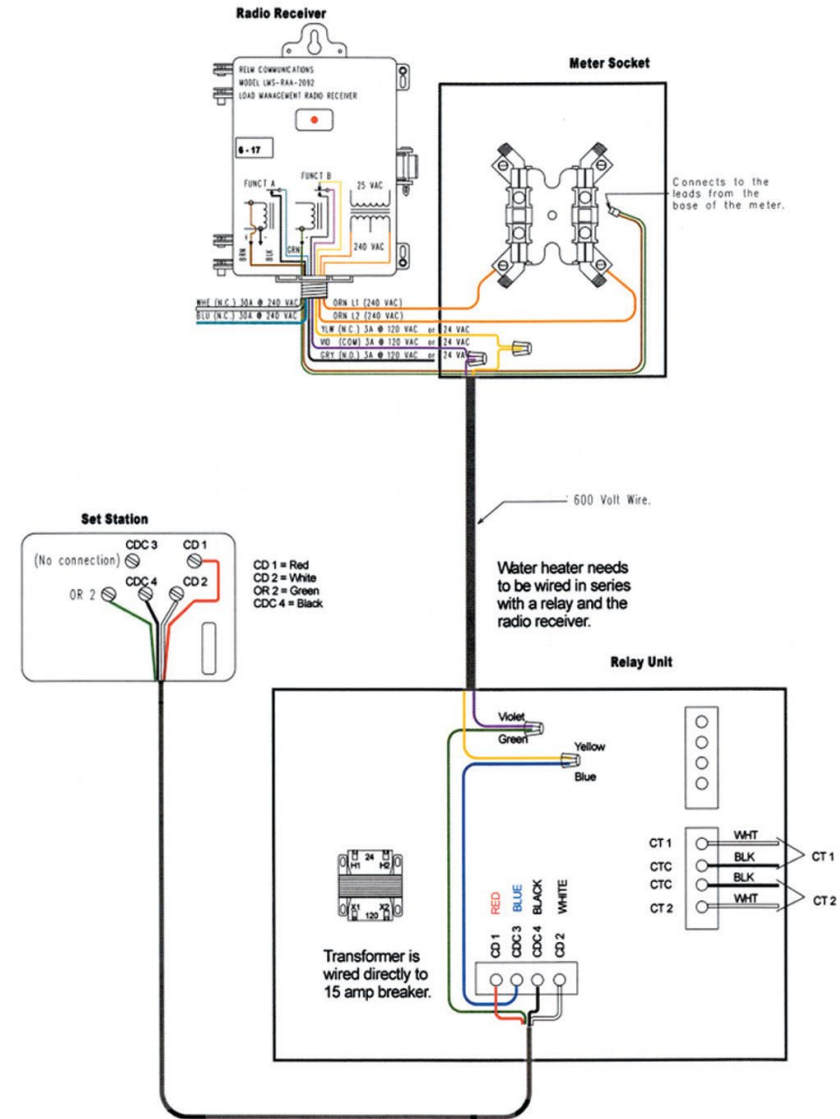 Radio Receiver
RELM COMMUNICATIONS
MODEL LMS-RAA-2092
LOAD MANAGEMENT RADIO RECEIVER
6 - 17
FUNCT A
FUNCT B
25 VAC
240 VAC
BRN
BLK
GRN
WHE (N.C.) 30A @ 240 VAC
BLU (N.C.) 30A @ 240 VAC
ORN L1 (240 VAC)
ORN L2 (240 VAC)
YLW (N.C.) 3A @ 120 VAC or 24 VAC
VIO (COM) 3A @ 120 VAC or 24 VAC
GRY (N.O.) 3A @ 120 VAC or 24 VAC
Meter Socket
Connects to the
leads from the
base of the meter.
600 Volt Wire.
Set Station
CDC 3
CD 1
(No connection)
CDC 4
CD 2
OR 2
CD 1 = Red
CD 2 = White
OR 2 = Green
CDC 4 = Black
Water heater needs
to be wired in series
with a relay and the
radio receiver.
Relay Unit
Violet
Green
Yellow
Blue
CT 1
WHT
CTC
BLK
CT 1
CTC
BLK
CT 2
WHT
CT 2
24
H1
H2
X1
X2
120
Transformer is
wired directly to
15 amp breaker.
CD 1 RED
CDC 3 BLUE
CDC 4 BLACK
CD 2 WHITE